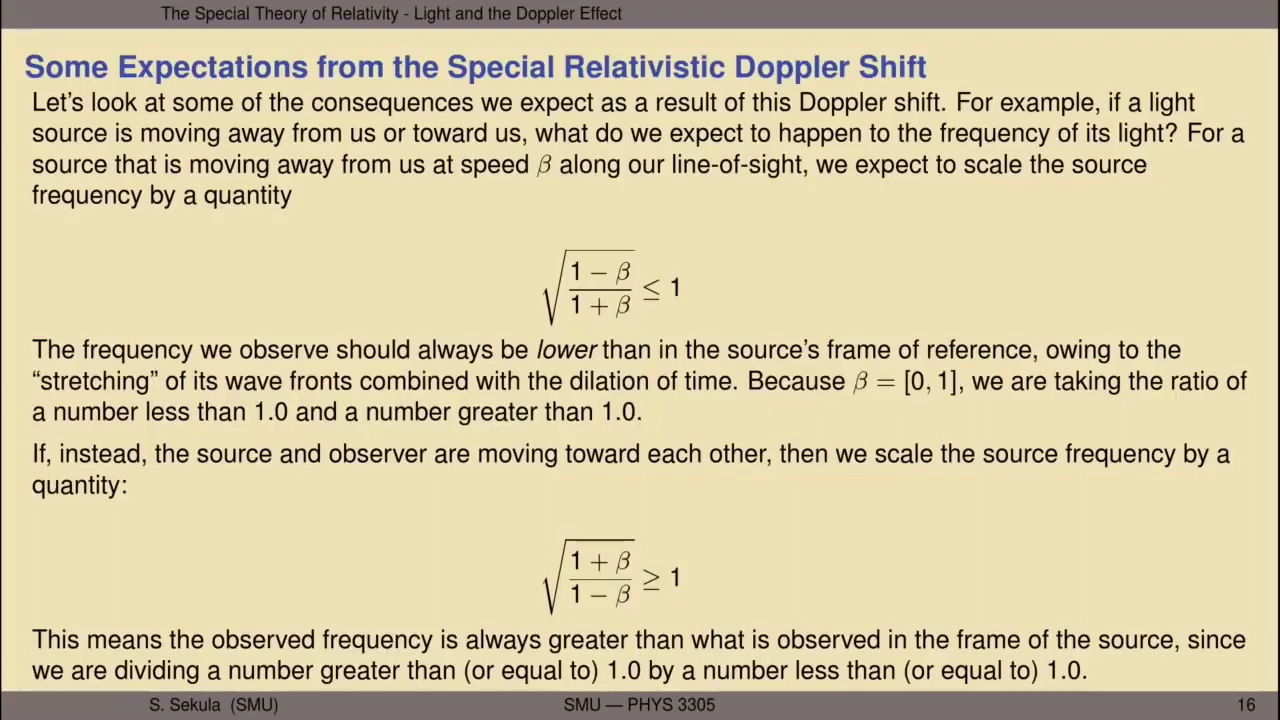 The Special Theory of Relativity - Light and the Doppler Effect
Some Expectations from the Special Relativistic Doppler Shift
Let's look at some of the consequences we expect as a result of this Doppler shift. For example, if a light
source is moving away from us or toward us, what do we expect to happen to the frequency of its light? For a
source that is moving away from us at speed β along our line-of-sight, we expect to scale the source
frequency by a quantity
√((1 − β)/(1 + β)) ≤ 1
The frequency we observe should always be lower than in the source's frame of reference, owing to the
“stretching” of its wave fronts combined with the dilation of time. Because β = [0, 1], we are taking the ratio of
a number less than 1.0 and a number greater than 1.0.
If, instead, the source and observer are moving toward each other, then we scale the source frequency by a
quantity:
√((1 + β)/(1 − β)) ≥ 1
This means the observed frequency is always greater than what is observed in the frame of the source, since
we are dividing a number greater than (or equal to) 1.0 by a number less than (or equal to) 1.0.
S. Sekula (SMU) SMU — PHYS 3305 16